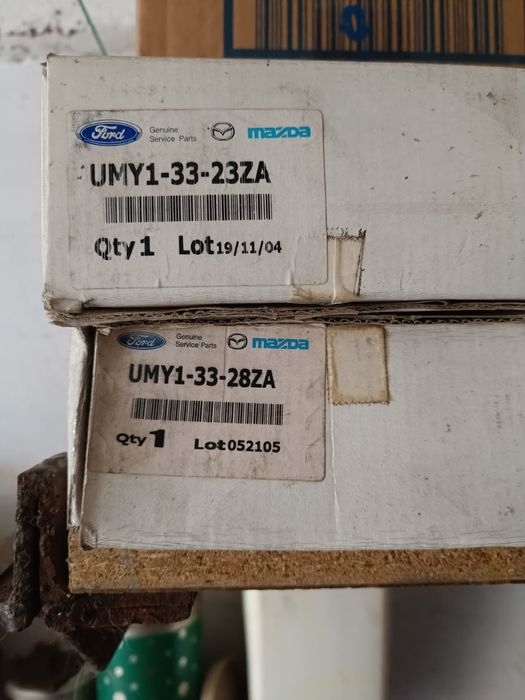 Ford Genuine Service Parts mazda
UMY1-33-23ZA
Qty 1 Lot 19/11/04
Ford Genuine Service Parts mazda
UMY1-33-28ZA
Qty 1 Lot 052105